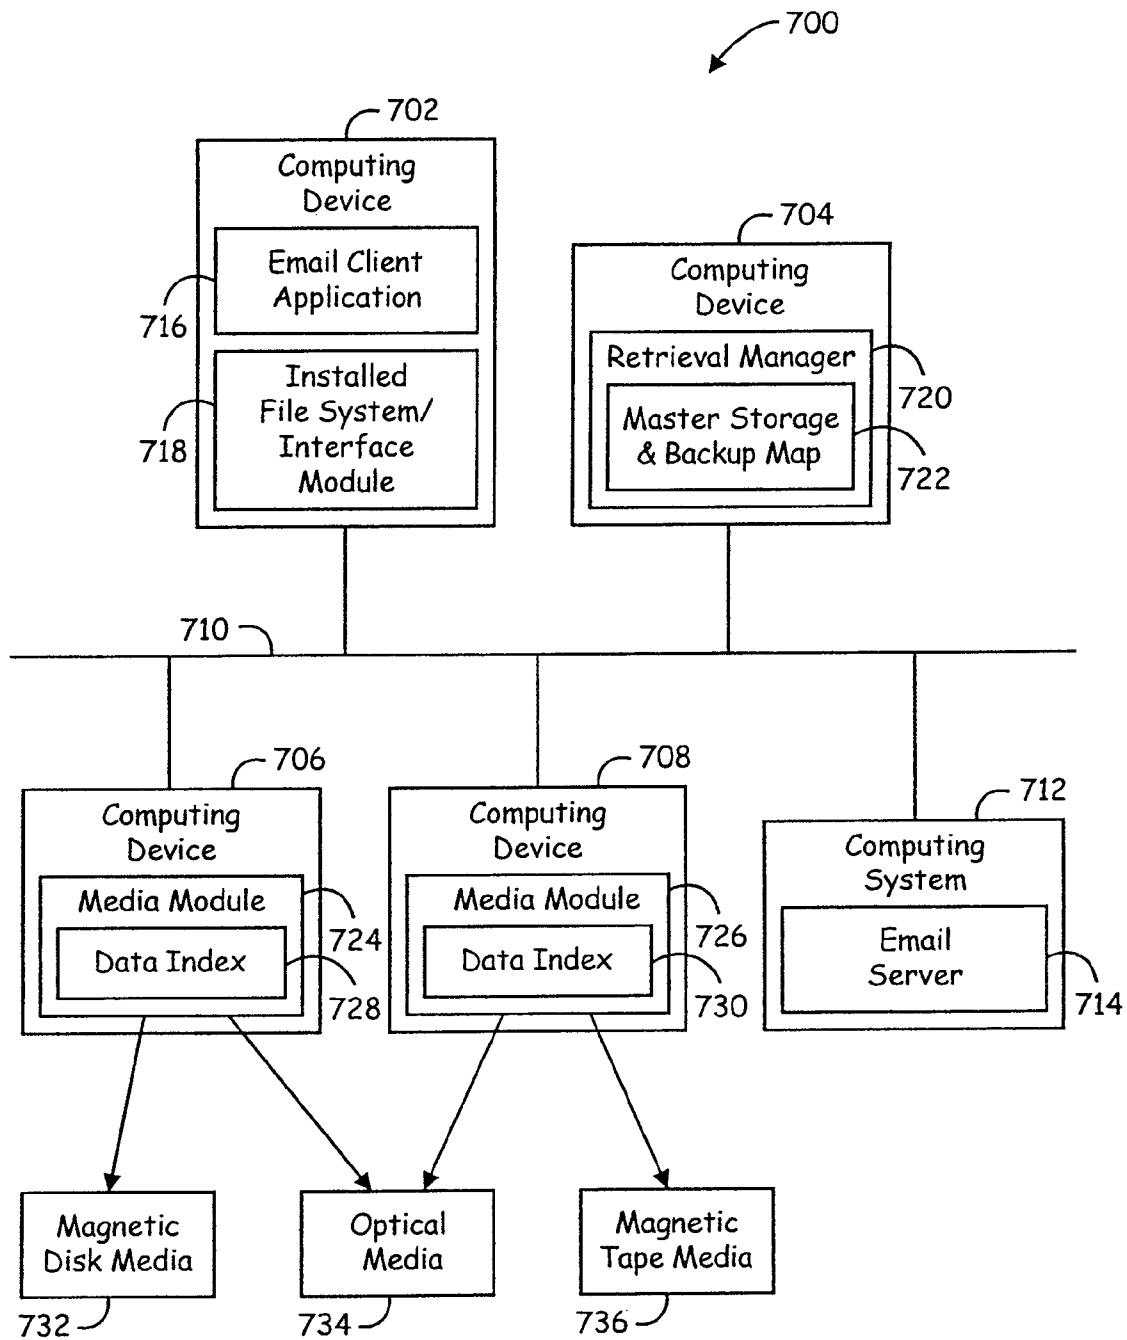 700
702
Computing
Device
Email Client
Application
716
Installed
File System/
Interface
Module
718
704
Computing
Device
Retrieval Manager
720
Master Storage
& Backup Map
722
710
706
Computing
Device
Media Module
724
Data Index
728
708
Computing
Device
Media Module
726
Data Index
730
712
Computing
System
Email
Server
714
Magnetic
Disk Media
732
Optical
Media
734
Magnetic
Tape Media
736